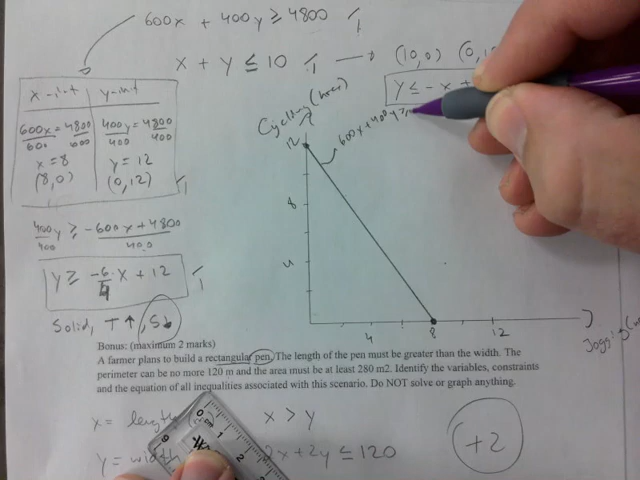 600x + 400y ≥ 4800
x + y ≤ 10 → (10,0) (0,
y ≤ -x +
x-int y-int
600x = 4800
600 600
400y = 4800
400 400
x = 8 y = 12
(8,0) (0,12)
400y ≥ -600x + 4800
400 400
y ≥ -6/4 x + 12
Solid, T↑,
Cycling (hours)
12
8
4
600x + 400y ≥
4 8 12
Jogging
Bonus: (maximum 2 marks)
A farmer plans to build a rectangular pen. The length of the pen must be greater than the width. The
perimeter can be no more 120 m and the area must be at least 280 m2. Identify the variables, constraints
and the equation of all inequalities associated with this scenario. Do NOT solve or graph anything.
x = length x > y
y = width 2x + 2y ≤ 120
+2
0 1 2